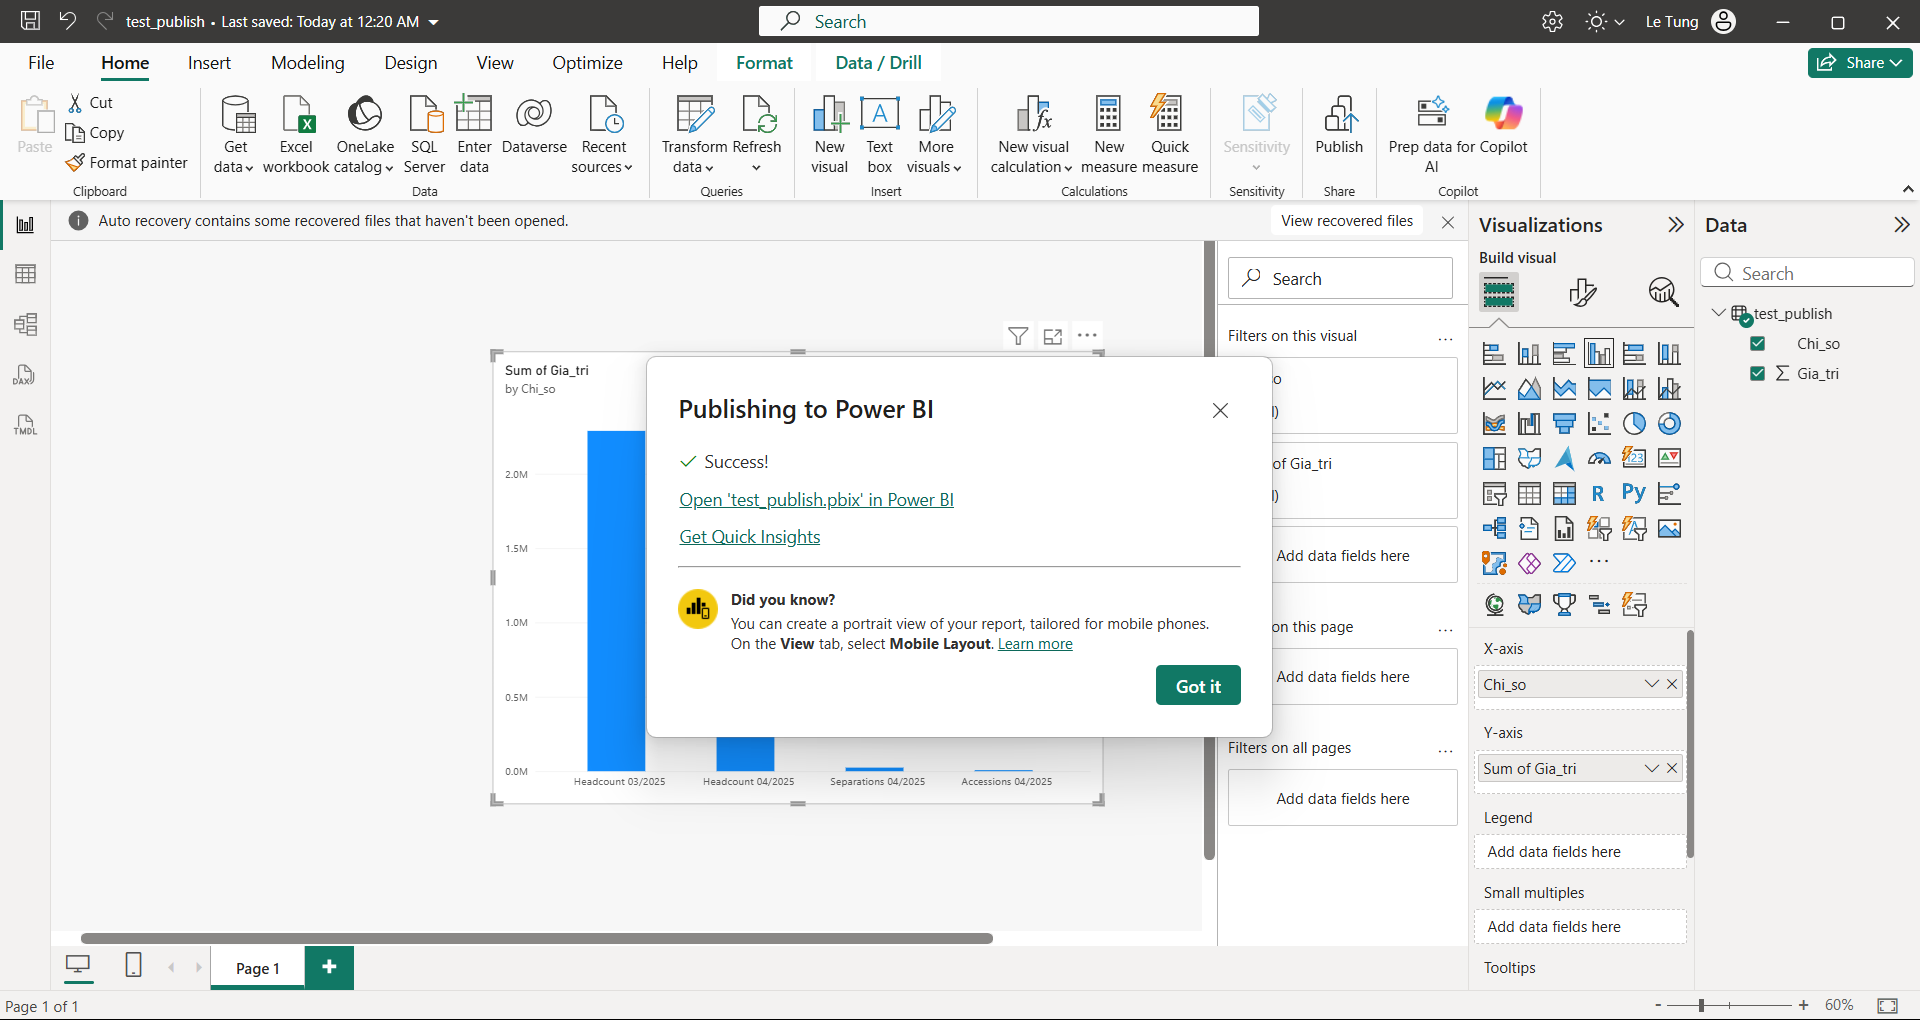 test_publish • Last saved: Today at 12:20 AM
Search
Le Tung
File
Home
Insert
Modeling
Design
View
Optimize
Help
Format
Data / Drill
Share
Paste
Cut
Copy
Format painter
Clipboard
Get
data
Excel
workbook
OneLake
catalog
SQL
Server
Enter
data
Dataverse
Recent
sources
Data
Transform
data
Refresh
Queries
New
visual
Text
box
More
visuals
Insert
New visual
calculation
New
measure
Quick
measure
Calculations
Sensitivity
Sensitivity
Publish
Share
Prep data for
AI
Copilot
Copilot
Auto recovery contains some recovered files that haven't been opened.
View recovered files
DAX
TMDL
Sum of Gia_tri
by Chi_so
2.0M
1.5M
1.0M
0.5M
0.0M
Headcount 03/2025
Headcount 04/2025
Separations 04/2025
Accessions 04/2025
Publishing to Power BI
Success!
Open 'test_publish.pbix' in Power BI
Get Quick Insights
Did you know?
You can create a portrait view of your report, tailored for mobile phones.
On the View tab, select Mobile Layout. Learn more
Got it
Search
Filters on this visual
...
o
l)
of Gia_tri
l)
Add data fields here
on this page
...
Add data fields here
Filters on all pages
...
Add data fields here
Visualizations
Build visual
123
R
Py
...
X-axis
Chi_so
Y-axis
Sum of Gia_tri
Legend
Add data fields here
Small multiples
Add data fields here
Tooltips
Data
Search
test_publish
Chi_so
Gia_tri
Page 1
Page 1 of 1
60%